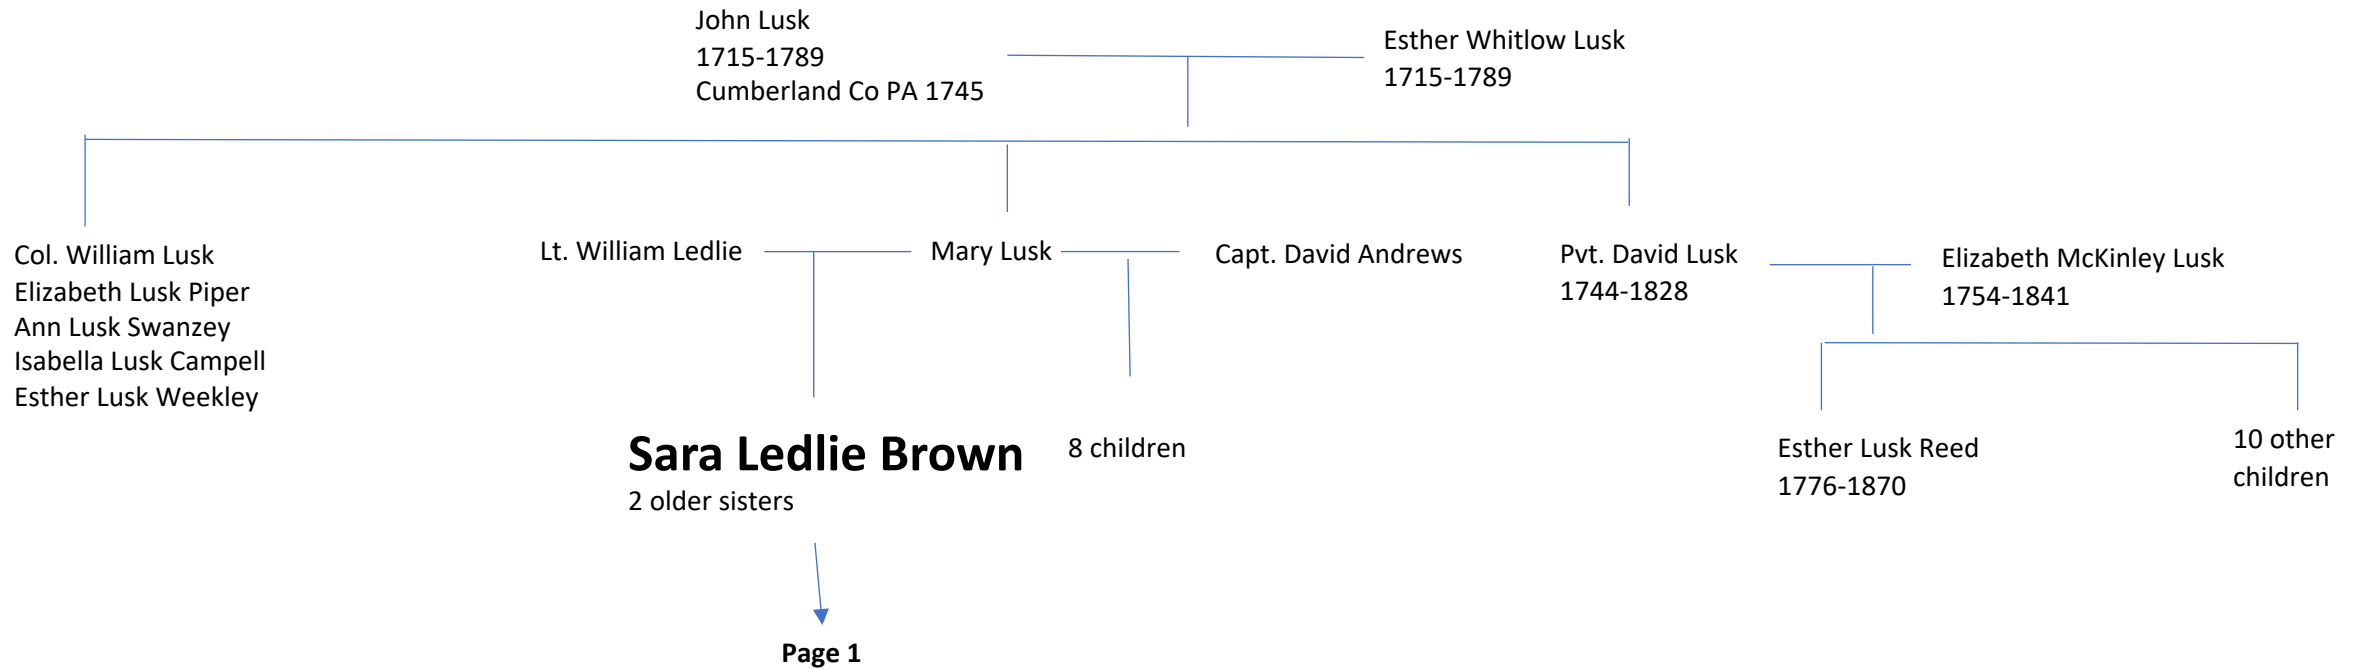 John Lusk
1715-1789
Cumberland Co PA 1745
Esther Whitlow Lusk
1715-1789
Col. William Lusk
Elizabeth Lusk Piper
Ann Lusk Swanzey
Isabella Lusk Campell
Esther Lusk Weekley
Lt. William Ledlie
Mary Lusk
Capt. David Andrews
Pvt. David Lusk
1744-1828
Elizabeth McKinley Lusk
1754-1841
Sara Ledlie Brown
2 older sisters
8 children
Esther Lusk Reed
1776-1870
10 other
children
Page 1